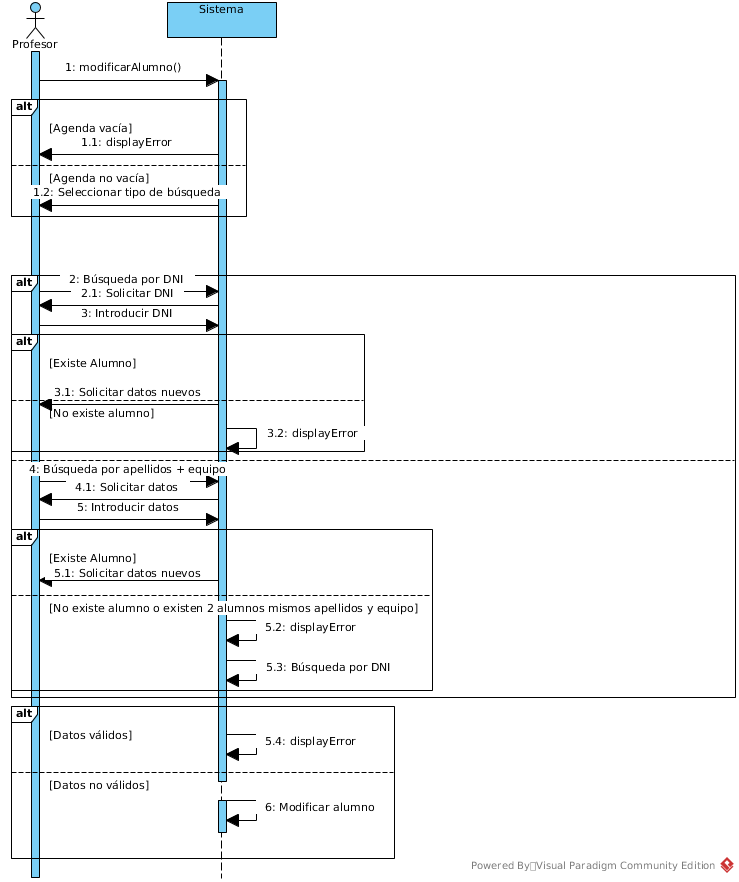 Profesor
Sistema
1: modificarAlumno()
alt
[Agenda vacía]
1.1: displayError
[Agenda no vacía]
1.2: Seleccionar tipo de búsqueda
alt
2: Búsqueda por DNI
2.1: Solicitar DNI
3: Introducir DNI
alt
[Existe Alumno]
3.1: Solicitar datos nuevos
[No existe alumno]
3.2: displayError
4: Búsqueda por apellidos + equipo
4.1: Solicitar datos
5: Introducir datos
alt
[Existe Alumno]
5.1: Solicitar datos nuevos
[No existe alumno o existen 2 alumnos mismos apellidos y equipo]
5.2: displayError
5.3: Búsqueda por DNI
alt
[Datos válidos]
5.4: displayError
[Datos no válidos]
6: Modificar alumno
Powered By Visual Paradigm Community Edition